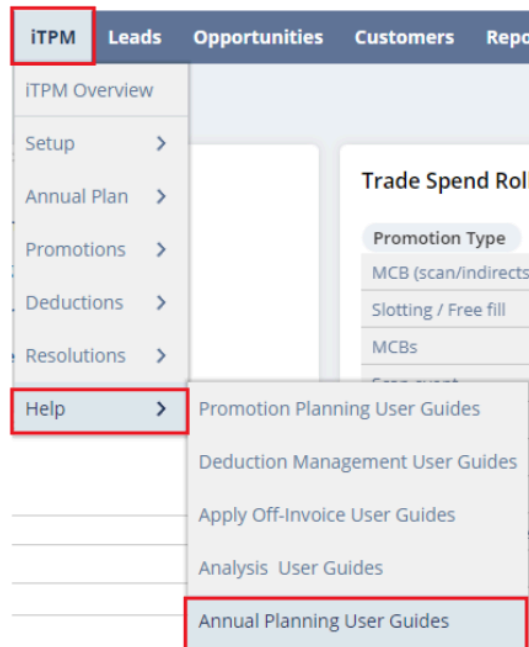 iTPM Leads Opportunities Customers Repo
iTPM Overview
Setup
Annual Plan
Promotions
Deductions
Resolutions
Help
Trade Spend Roll
Promotion Type
MCB (scan/indirects
Slotting / Free fill
MCBs
Promotion Planning User Guides
Deduction Management User Guides
Apply Off-Invoice User Guides
Analysis User Guides
Annual Planning User Guides